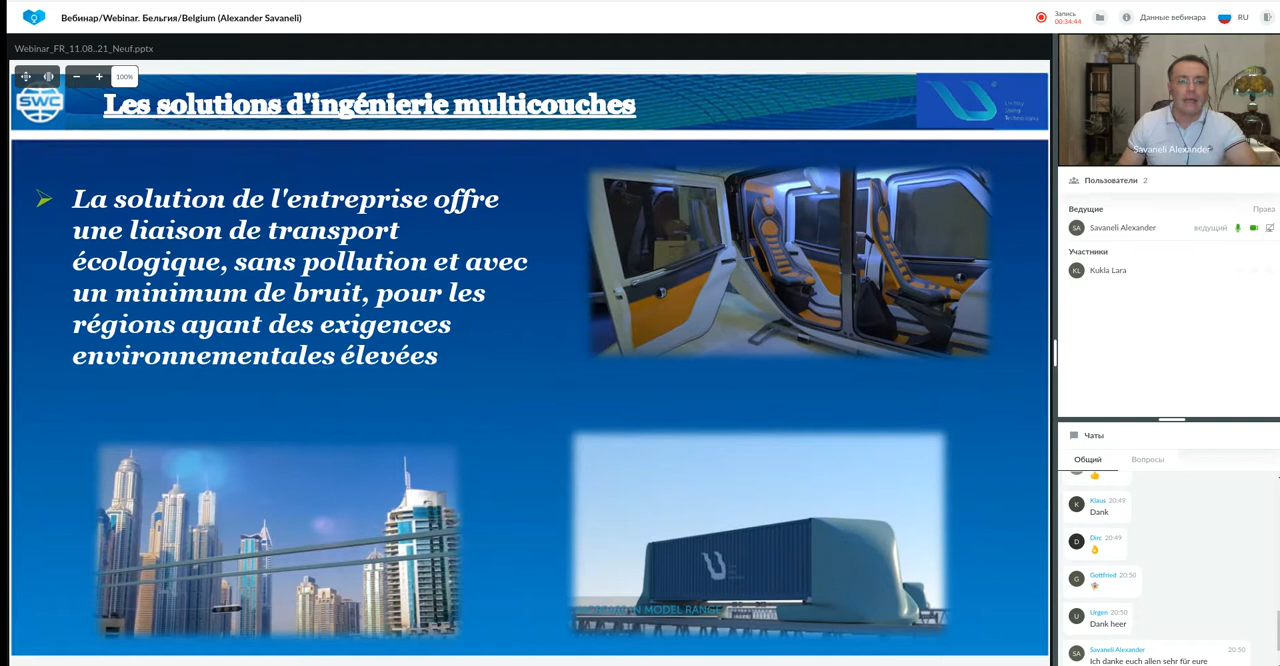 Вебинар/Webinar. Бельгия/Belgium (Alexander Savaneli)
Запись
00:34:44
Данные вебинара
RU
Webinar_FR_11.08..21_Neuf.pptx
100%
SWC
Les solutions d'ingénierie multicouches
La solution de l'entreprise offre
une liaison de transport
écologique, sans pollution et avec
un minimum de bruit, pour les
régions ayant des exigences
environnementales élevées
IN MODEL RANGE
Savaneli Alexander
Пользователи 2
Ведущие
Права
SA
Savaneli Alexander
ведущий
Участники
KL
Kukla Lara
Чаты
Общий
Вопросы
K
Klaus 20:49
Dank
D
Dirc 20:49
G
Gottfried 20:50
U
Urgen 20:50
Dank heer
SA
Savaneli Alexander 20:50
Ich danke euch allen sehr für eure